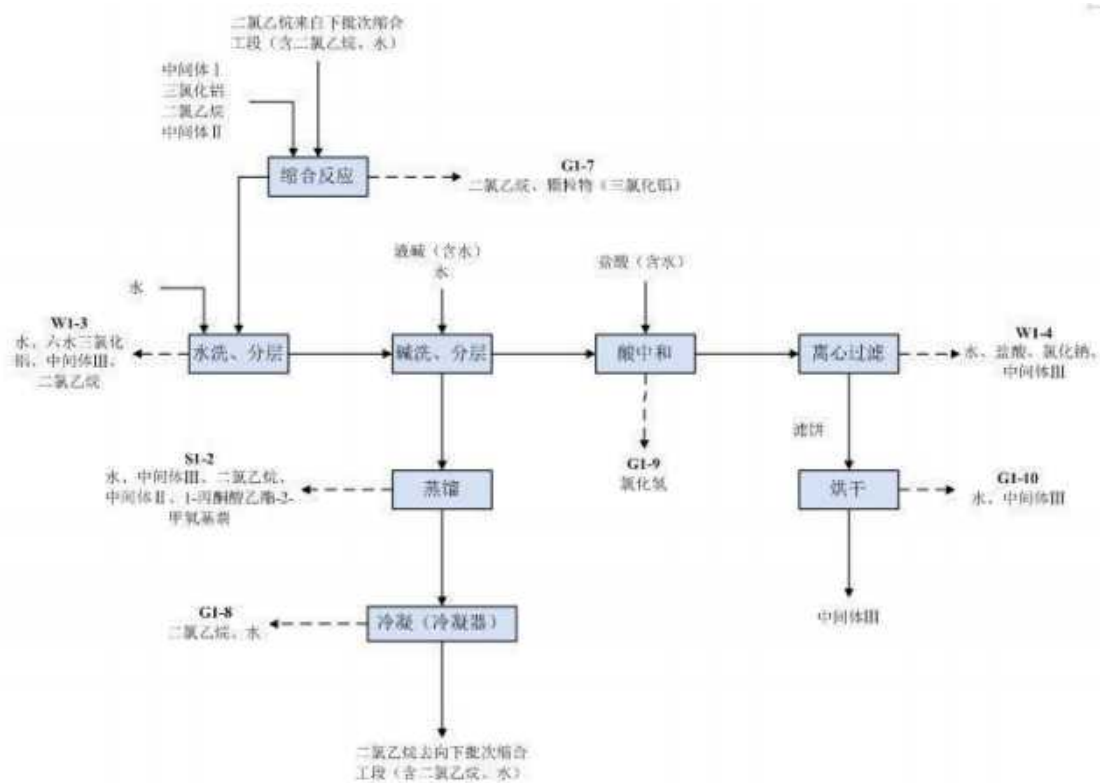 二氯乙烷来自下批次缩合
工段（含二氯乙烷、水）
中间体Ⅰ
三氯化铝
二氯乙烷
中间体Ⅱ
缩合反应
G1-7
二氯乙烷、颗粒物（三氯化铝）
液碱（含水）
水
盐酸（含水）
水
W1-3
水、六水三氯化
铝、中间体Ⅲ、
二氯乙烷
水洗、分层
碱洗、分层
酸中和
离心过滤
W1-4
水、盐酸、氯化钠、
中间体Ⅲ
滤饼
S1-2
水、中间体Ⅲ、二氯乙烷、
中间体Ⅱ、1-丙酮醇乙酯-2-
甲氧基萘
蒸馏
G1-9
氯化氢
烘干
G1-10
水、中间体Ⅲ
G1-8
二氯乙烷、水
冷凝（冷凝器）
中间体Ⅲ
二氯乙烷去向下批次缩合
工段（含二氯乙烷、水）